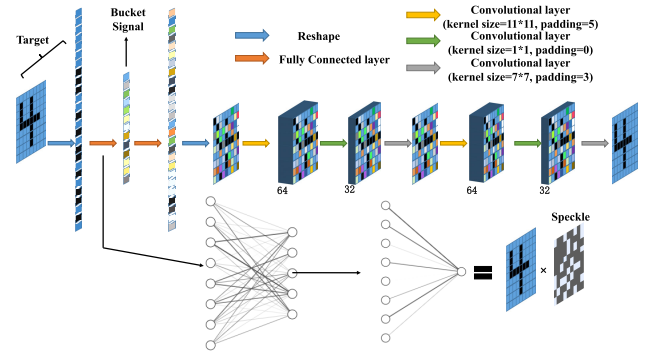 Target
Bucket
Signal
Reshape
Fully Connected layer
Convolutional layer
(kernel size=11*11, padding=5)
Convolutional layer
(kernel size=1*1, padding=0)
Convolutional layer
(kernel size=7*7, padding=3)
64
32
64
32
Speckle
×